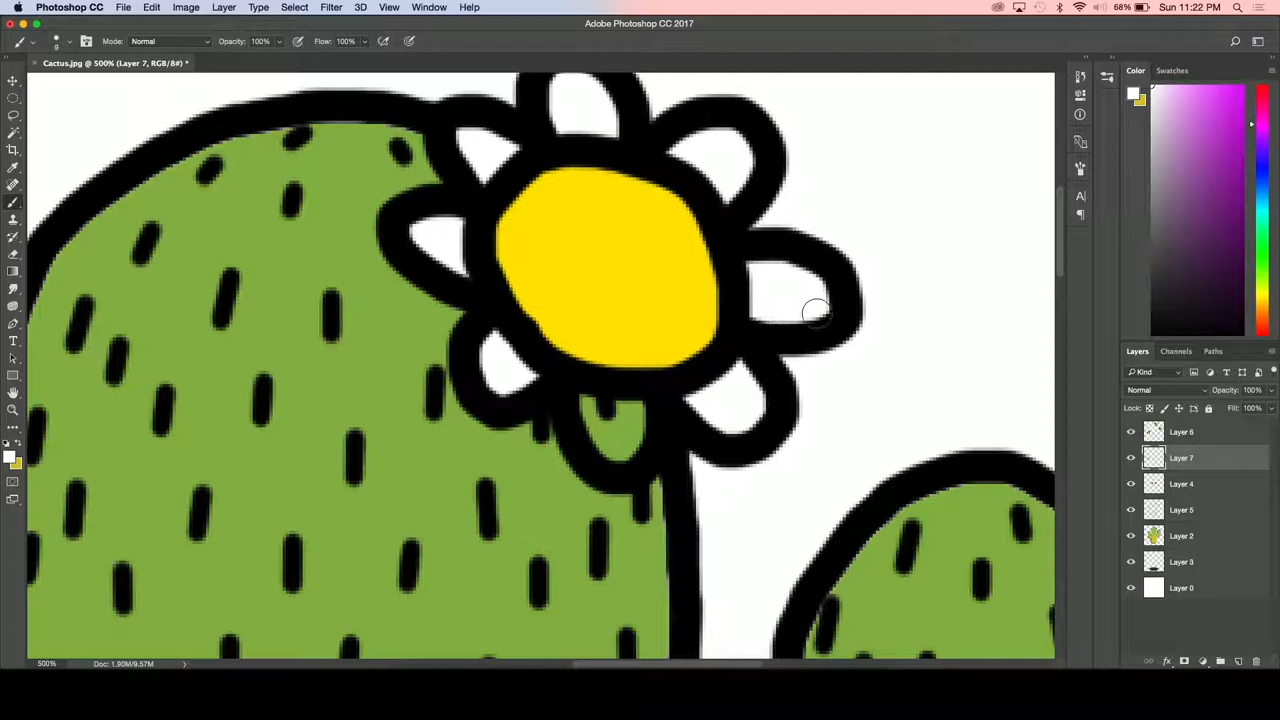 Photoshop CC File Edit Image Layer Type Select Filter 3D View Window Help 68% Sun 11:22 PM
Adobe Photoshop CC 2017
9 Mode: Normal Opacity: 100% Flow: 100%
Cactus.jpg @ 500% (Layer 7, RGB/8#) *
Color Swatches
Layers Channels Paths
Kind
Normal Opacity: 100%
Lock: Fill: 100%
Layer 6
Layer 7
Layer 4
Layer 5
Layer 2
Layer 3
Layer 0
500% Doc: 1.90M/9.57M